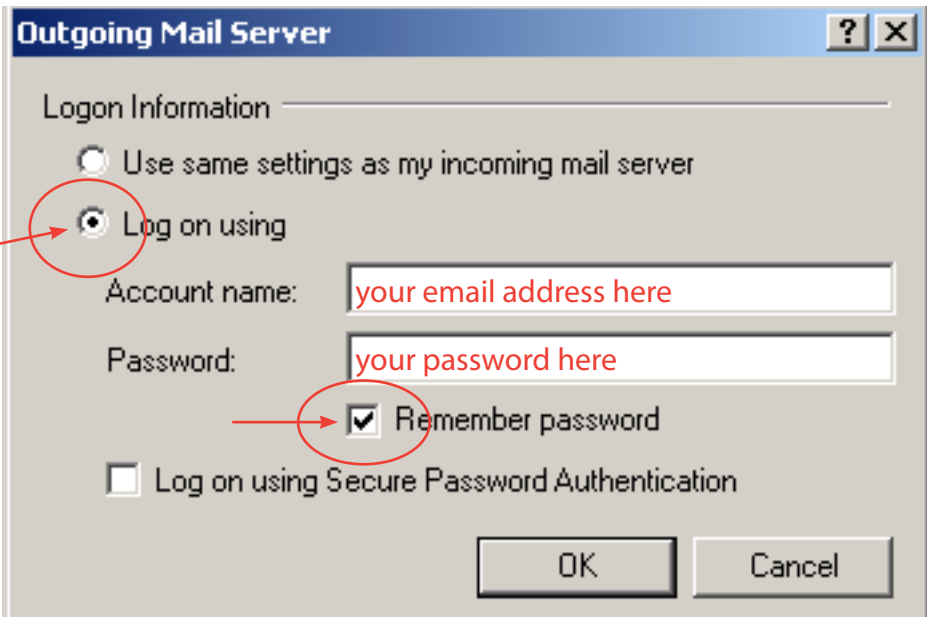 Outgoing Mail Server
Logon Information
Use same settings as my incoming mail server
Log on using
Account name: your email address here
Password: your password here
Remember password
Log on using Secure Password Authentication
OK Cancel